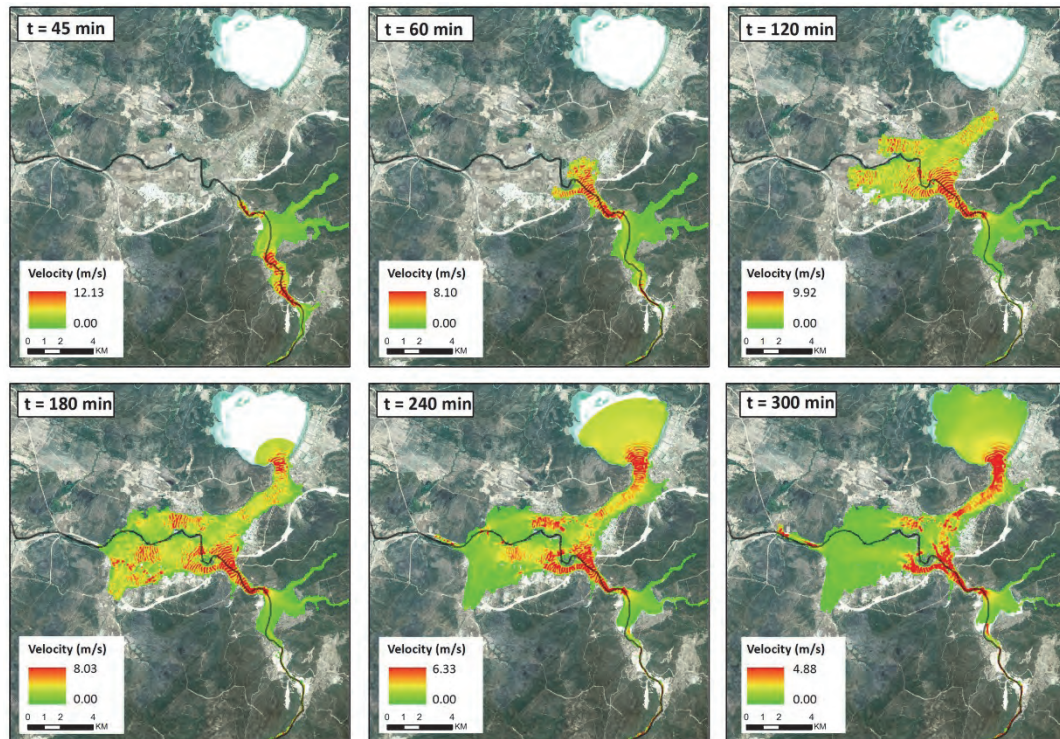 t = 45 min
Velocity (m/s)
12.13
0.00
0 1 2 4
KM
t = 60 min
Velocity (m/s)
8.10
0.00
0 1 2 4
KM
t = 120 min
Velocity (m/s)
9.92
0.00
0 1 2 4
KM
t = 180 min
Velocity (m/s)
8.03
0.00
0 1 2 4
KM
t = 240 min
Velocity (m/s)
6.33
0.00
0 1 2 4
KM
t = 300 min
Velocity (m/s)
4.88
0.00
0 1 2 4
KM